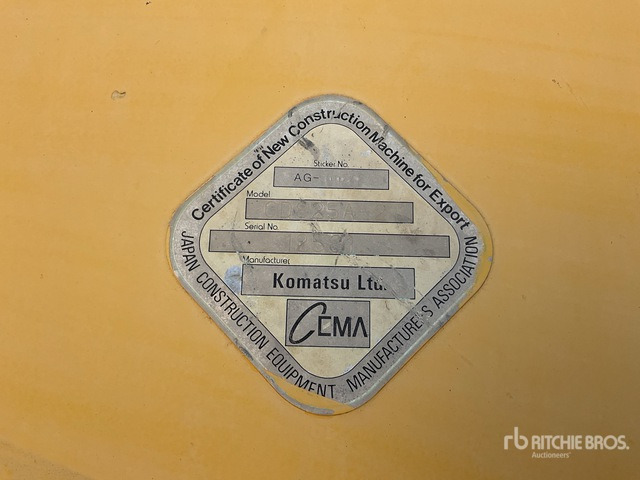 Certificate of New Construction Machine for Export
Sticker No.
AG-
Model
Serial No.
Manufacturer
Komatsu Ltd.
CEMA
JAPAN CONSTRUCTION EQUIPMENT MANUFACTURER'S ASSOCIATION
rb RITCHIE BROS.
Auctioneers